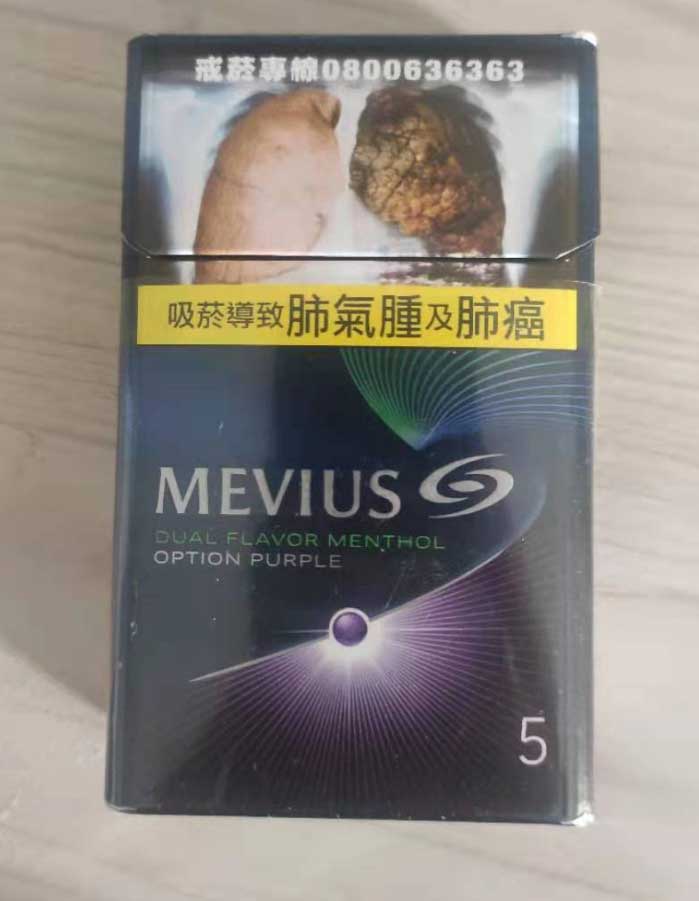 戒菸專線0800636363
吸菸導致肺氣腫及肺癌
MEVIUS
DUAL FLAVOR MENTHOL
OPTION PURPLE
5